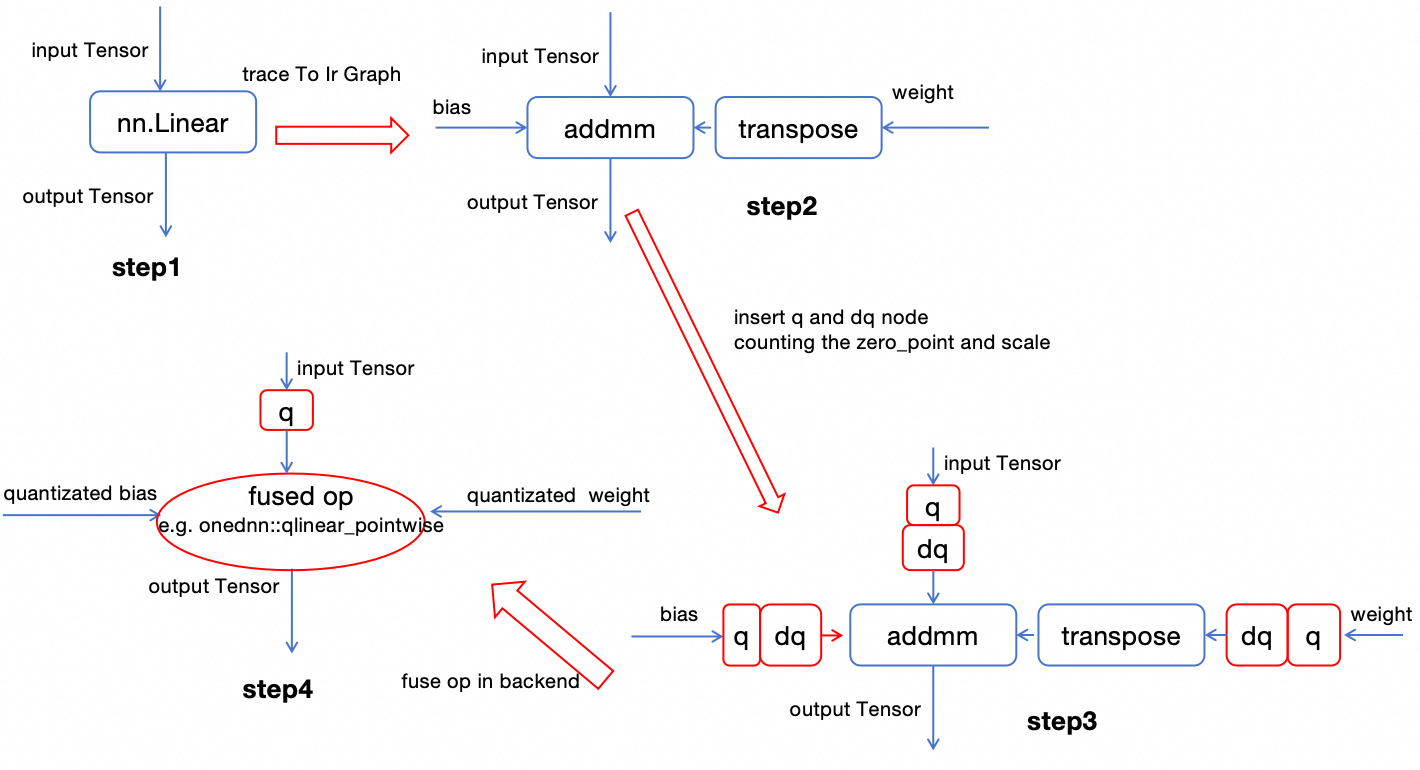 input Tensor
nn.Linear
output Tensor
step1
trace To Ir Graph
input Tensor
bias
addmm
transpose
weight
output Tensor
step2
insert q and dq node
counting the zero_point and scale
input Tensor
q
dq
bias
q
dq
addmm
transpose
dq
q
weight
output Tensor
step3
fuse op in backend
input Tensor
q
quantizated bias
fused op
e.g. onednn::qlinear_pointwise
quantizated weight
output Tensor
step4